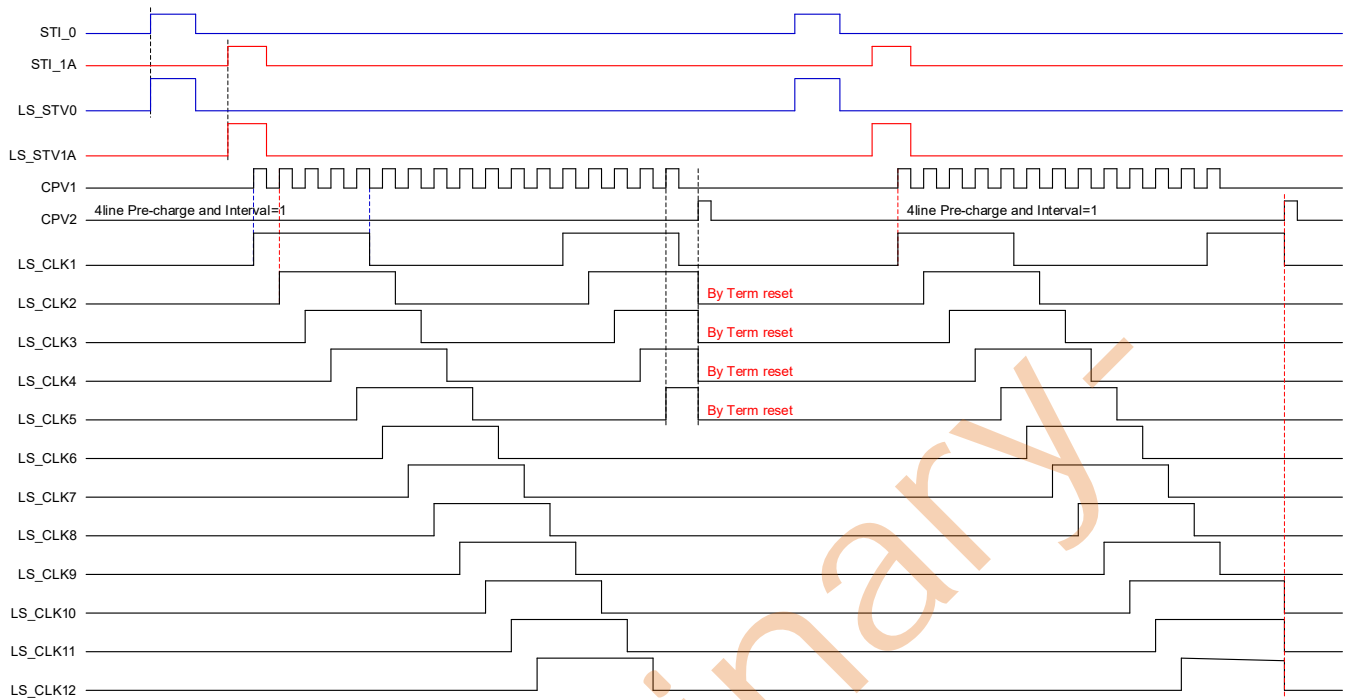 STI_0
STI_1A
LS_STV0
LS_STV1A
CPV1
4line Pre-charge and Interval=1 4line Pre-charge and Interval=1
CPV2
LS_CLK1
LS_CLK2 By Term reset
LS_CLK3 By Term reset
LS_CLK4 By Term reset
LS_CLK5 By Term reset
LS_CLK6
LS_CLK7
LS_CLK8
LS_CLK9
LS_CLK10
LS_CLK11
LS_CLK12
inary-